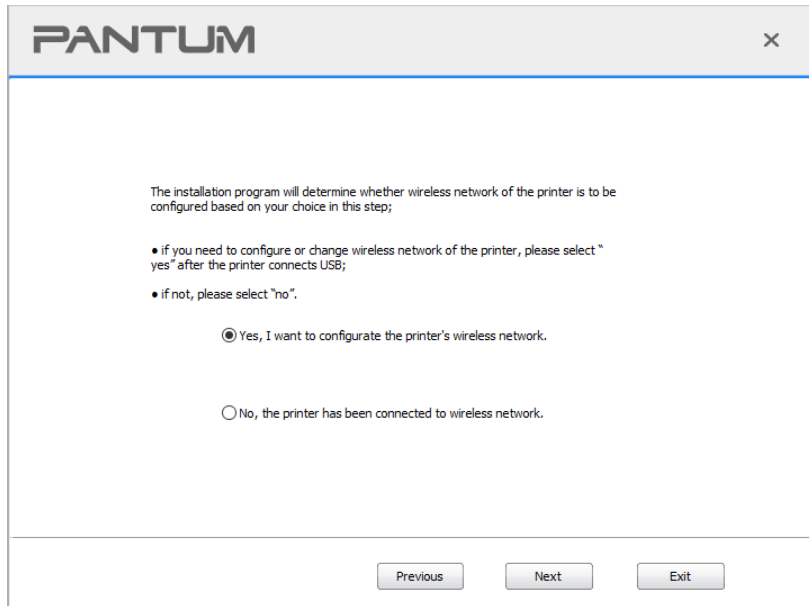 PANTUM
The installation program will determine whether wireless network of the printer is to be
configured based on your choice in this step;
● if you need to configure or change wireless network of the printer, please select “
yes” after the printer connects USB;
● if not, please select “no”.
Yes, I want to configurate the printer's wireless network.
No, the printer has been connected to wireless network.
Previous Next Exit